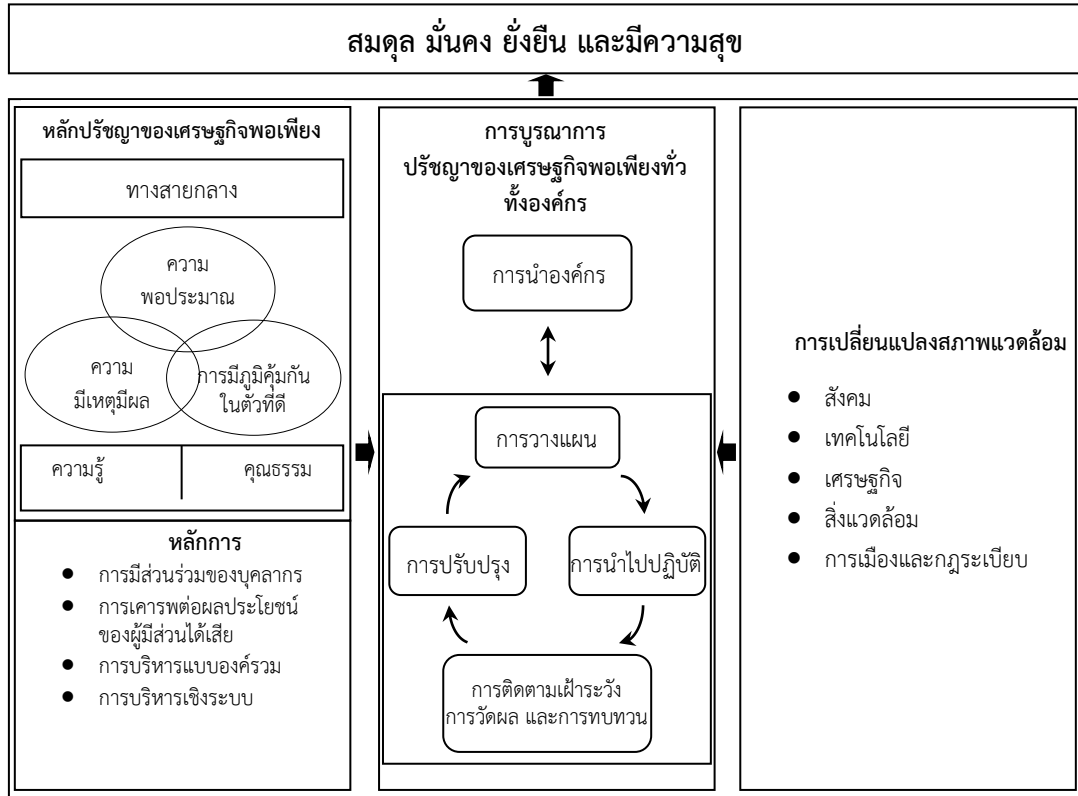 สมดุล มั่นคง ยั่งยืน และมีความสุข
หลักปรัชญาของเศรษฐกิจพอเพียง
ทางสายกลาง
ความ
พอประมาณ
ความ
มีเหตุมีผล
การมีภูมิคุ้มกัน
ในตัวที่ดี
ความรู้
คุณธรรม
หลักการ
● การมีส่วนร่วมของบุคลากร
● การเคารพต่อผลประโยชน์
ของผู้มีส่วนได้เสีย
● การบริหารแบบองค์รวม
● การบริหารเชิงระบบ
การบูรณาการ
ปรัชญาของเศรษฐกิจพอเพียงทั่ว
ทั้งองค์กร
การนำองค์กร
การวางแผน
การปรับปรุง
การนำไปปฏิบัติ
การติดตามเฝ้าระวัง
การวัดผล และการทบทวน
การเปลี่ยนแปลงสภาพแวดล้อม
● สังคม
● เทคโนโลยี
● เศรษฐกิจ
● สิ่งแวดล้อม
● การเมืองและกฎระเบียบ